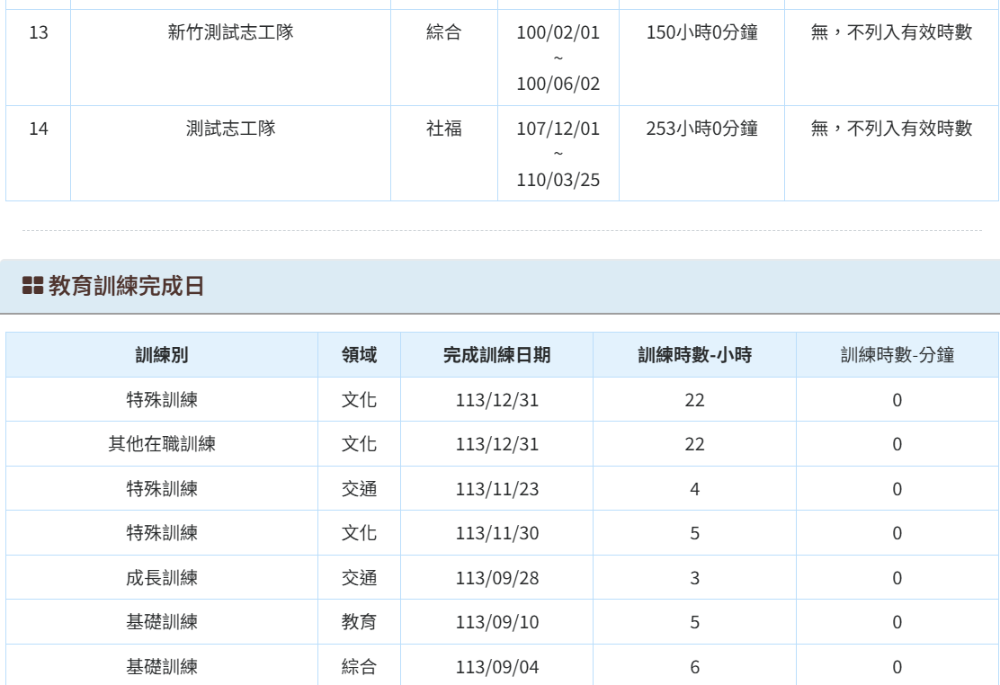 13 新竹測試志工隊 綜合 100/02/01 150小時0分鐘 無，不列入有效時數
~
100/06/02
14 測試志工隊 社福 107/12/01 253小時0分鐘 無，不列入有效時數
~
110/03/25
教育訓練完成日
訓練別 領域 完成訓練日期 訓練時數-小時 訓練時數-分鐘
特殊訓練 文化 113/12/31 22 0
其他在職訓練 文化 113/12/31 22 0
特殊訓練 交通 113/11/23 4 0
特殊訓練 文化 113/11/30 5 0
成長訓練 交通 113/09/28 3 0
基礎訓練 教育 113/09/10 5 0
基礎訓練 綜合 113/09/04 6 0